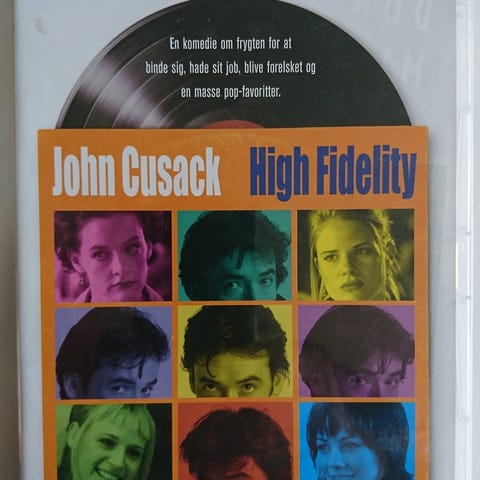 En komedie om frygten for at
binde sig, hade sit job, blive forelsket og
en masse pop-favoritter.
John Cusack High Fidelity